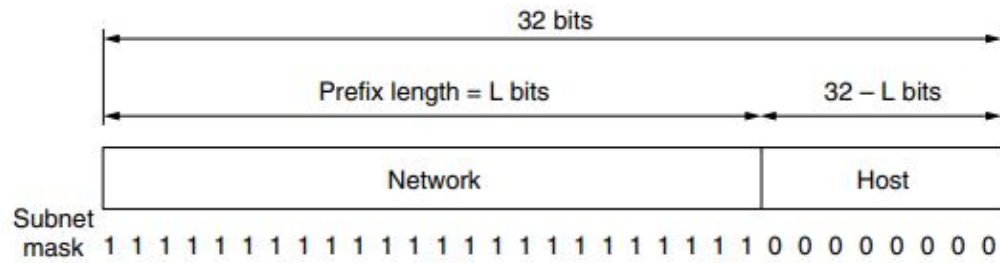 32 bits
Prefix length = L bits 32 – L bits
Network Host
Subnet
mask 1 1 1 1 1 1 1 1 1 1 1 1 1 1 1 1 1 1 1 1 1 1 1 1 0 0 0 0 0 0 0 0 0